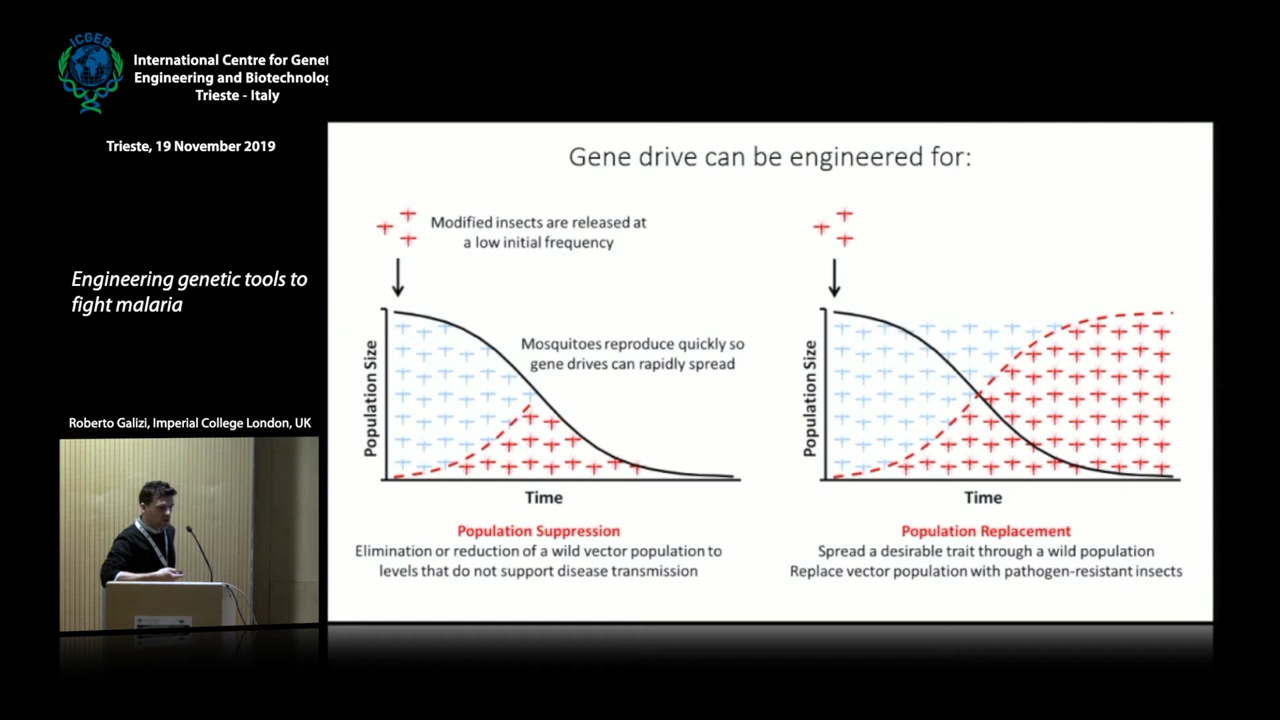 ICGEB
International Centre for Genet
Engineering and Biotechnolog
Trieste - Italy
Trieste, 19 November 2019
Engineering genetic tools to
fight malaria
Roberto Galizi, Imperial College London, UK
Gene drive can be engineered for:
Modified insects are released at
a low initial frequency
Population Size
Mosquitoes reproduce quickly so
gene drives can rapidly spread
Time
Population Suppression
Elimination or reduction of a wild vector population to
levels that do not support disease transmission
Population Size
Time
Population Replacement
Spread a desirable trait through a wild population
Replace vector population with pathogen-resistant insects